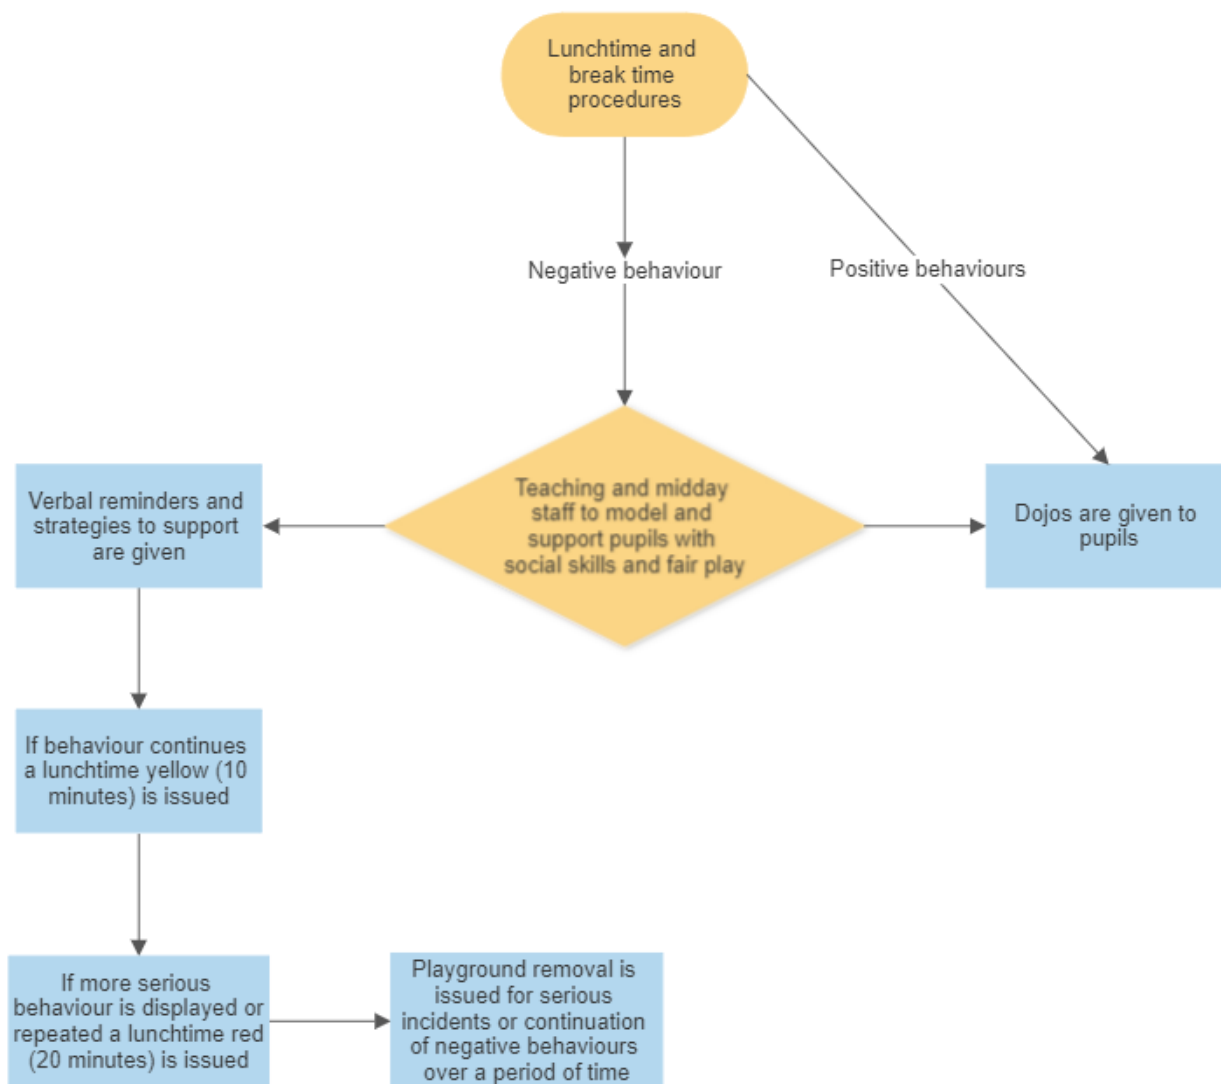 Lunchtime and
break time
procedures
Negative behaviour
Positive behaviours
Teaching and midday
staff to model and
support pupils with
social skills and fair play
Verbal reminders and
strategies to support
are given
Dojos are given to
pupils
If behaviour continues
a lunchtime yellow (10
minutes) is issued
If more serious
behaviour is displayed or
repeated a lunchtime red
(20 minutes) is issued
Playground removal is
issued for serious
incidents or continuation
of negative behaviours
over a period of time